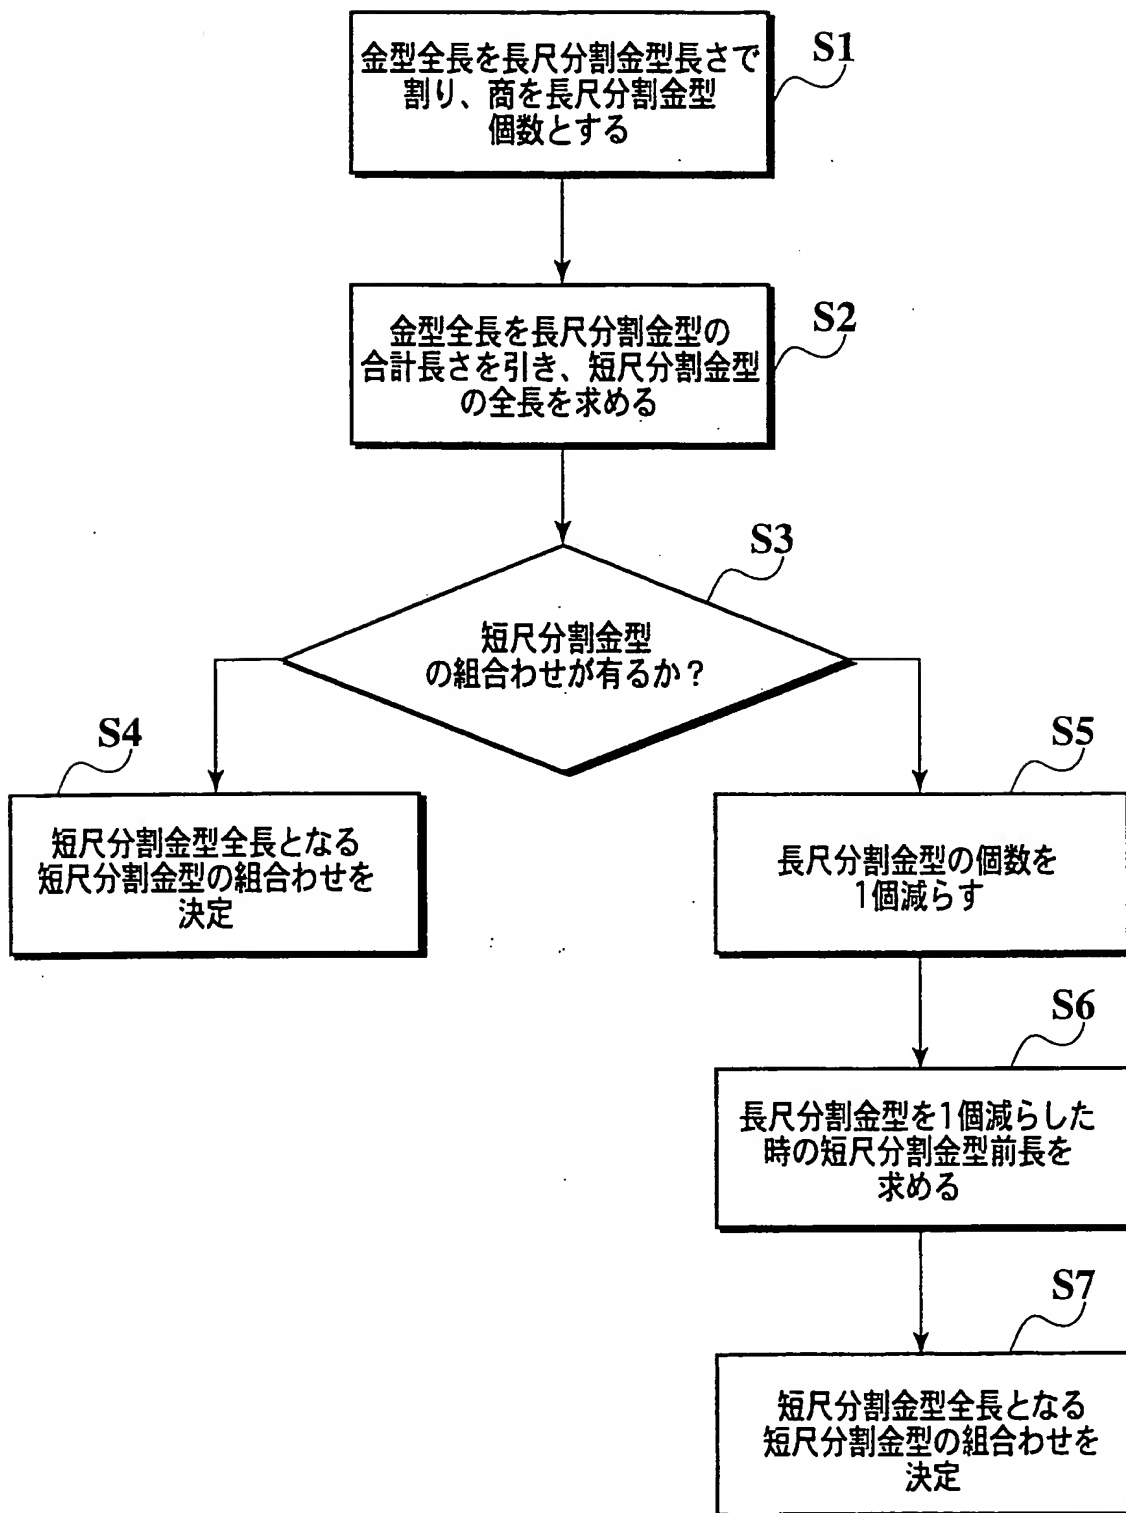 S1
金型全長を長尺分割金型長さで
割り、商を長尺分割金型
個数とする
S2
金型全長を長尺分割金型の
合計長さを引き、短尺分割金型
の全長を求める
S3
短尺分割金型
の組合わせが有るか？
S4
短尺分割金型全長となる
短尺分割金型の組合わせを
決定
S5
長尺分割金型の個数を
1個減らす
S6
長尺分割金型を1個減らした
時の短尺分割金型前長を
求める
S7
短尺分割金型全長となる
短尺分割金型の組合わせを
決定